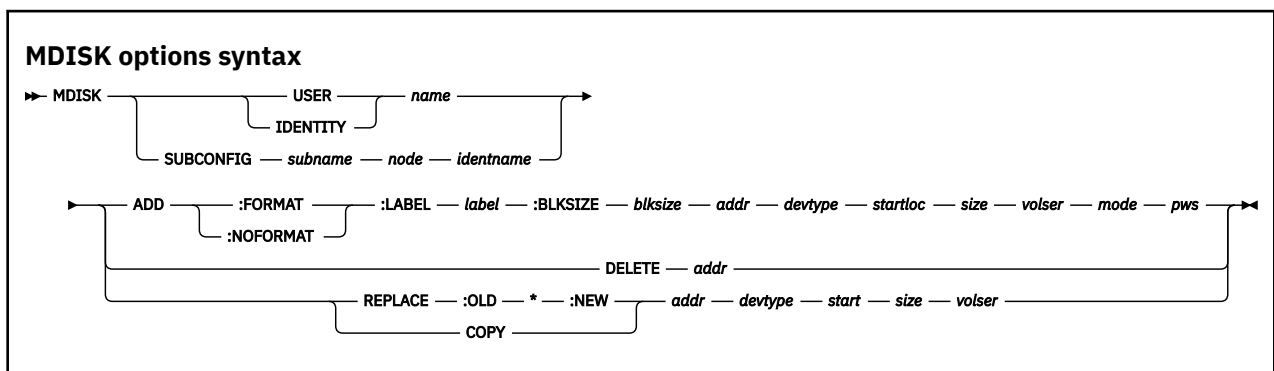 MDISK options syntax
MDISK USER name
IDENTITY
SUBCONFIG subname node identname
ADD :FORMAT :LABEL label :BLKSIZE blksize addr devtype startloc size volser mode pws
:NOFORMAT
DELETE addr
REPLACE :OLD * :NEW addr devtype start size volser
COPY